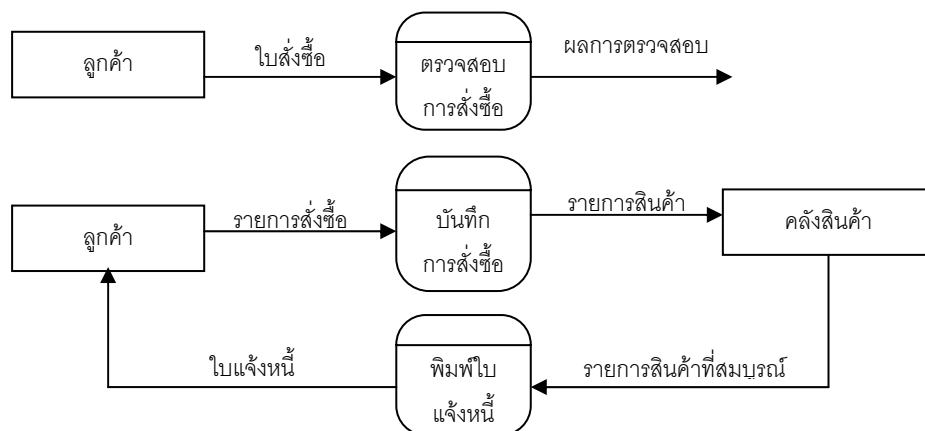 ลูกค้า
ใบสั่งซื้อ
ตรวจสอบ
การสั่งซื้อ
ผลการตรวจสอบ
ลูกค้า
รายการสั่งซื้อ
บันทึก
การสั่งซื้อ
รายการสินค้า
คลังสินค้า
ใบแจ้งหนี้
พิมพ์ใบ
แจ้งหนี้
รายการสินค้าที่สมบูรณ์